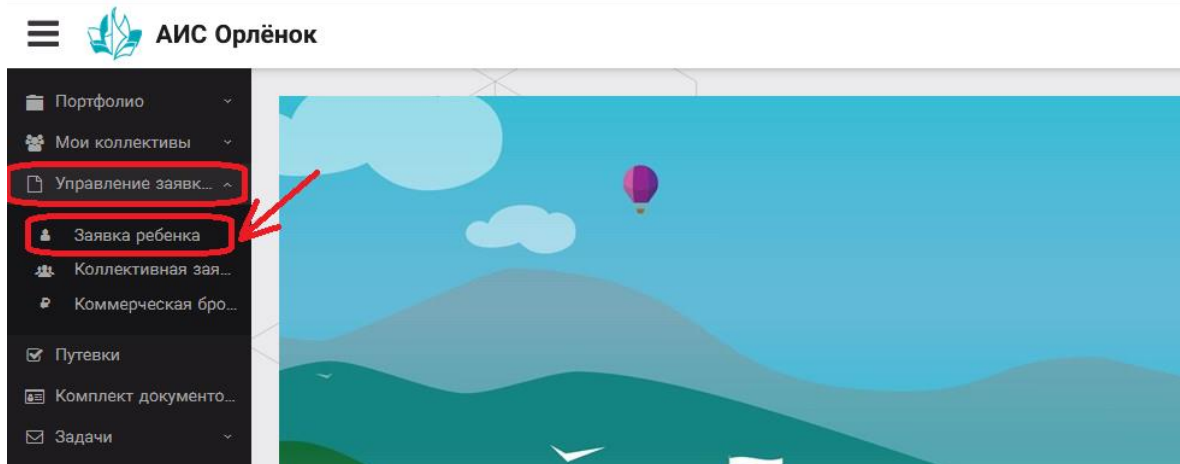 АИС Орлёнок
Портфолио
Мои коллективы
Управление заявк...
Заявка ребенка
Коллективная зая...
Коммерческая бро...
Путевки
Комплект документо...
Задачи